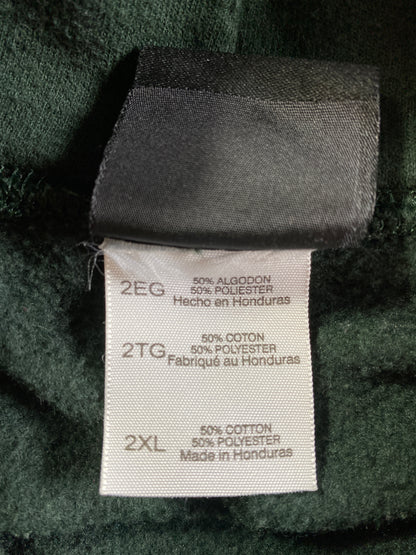 50% ALGODON
2EG 50% POLIESTER
Hecho en Honduras
50% COTON
2TG 50% POLYESTER
Fabriqué au Honduras
50% COTTON
2XL 50% POLYESTER
Made in Honduras